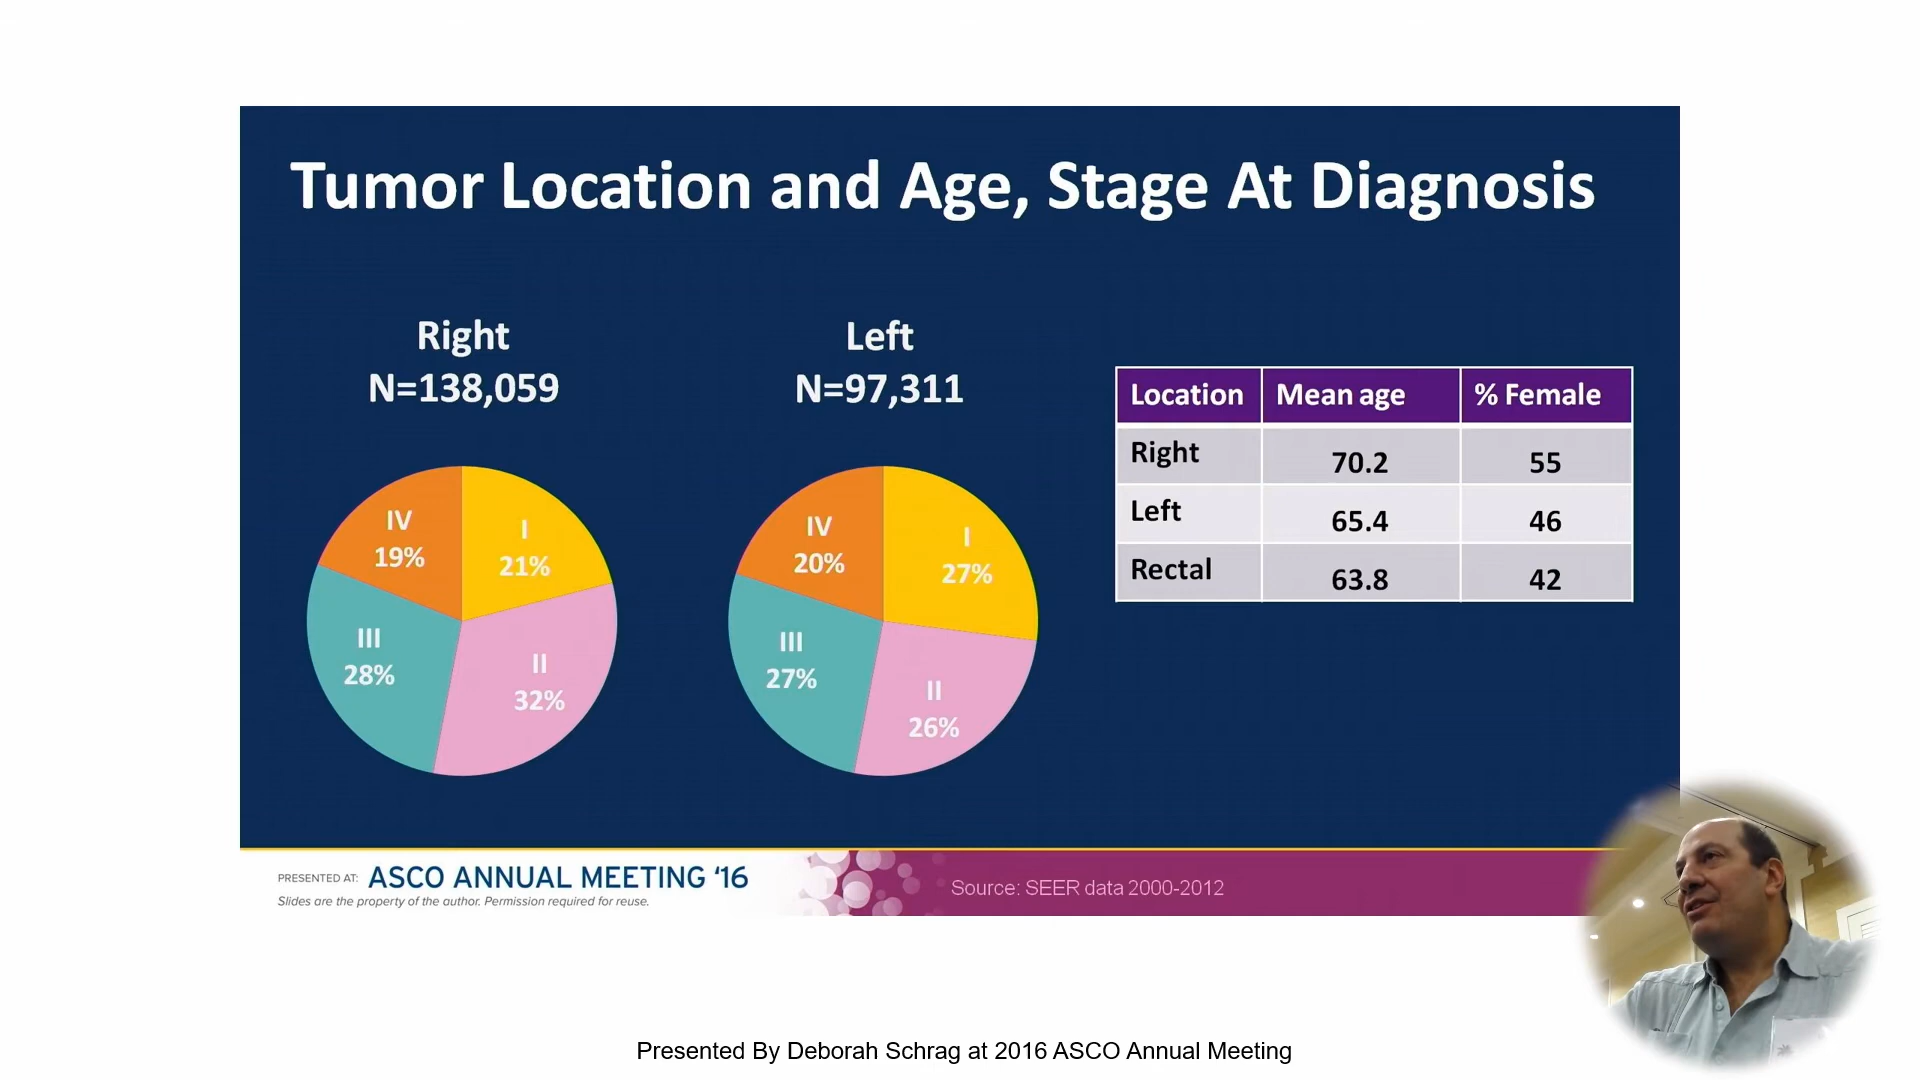 Tumor Location and Age, Stage At Diagnosis
Right
N=138,059
IV
19%
I
21%
III
28%
II
32%
Left
N=97,311
IV
20%
I
27%
III
27%
II
26%
Location Mean age % Female
Right 70.2 55
Left 65.4 46
Rectal 63.8 42
PRESENTED AT: ASCO ANNUAL MEETING ‘16
Slides are the property of the author. Permission required for reuse.
Source: SEER data 2000-2012
Presented By Deborah Schrag at 2016 ASCO Annual Meeting